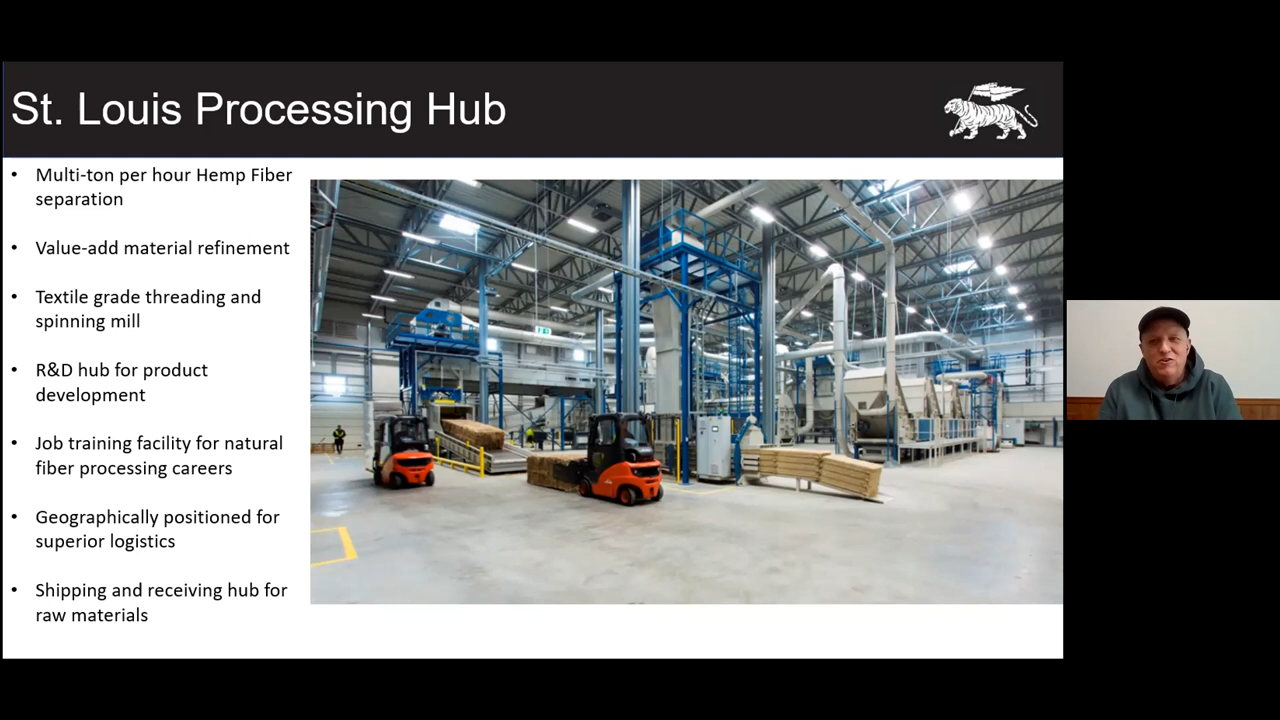 St. Louis Processing Hub
• Multi-ton per hour Hemp Fiber
separation
• Value-add material refinement
• Textile grade threading and
spinning mill
• R&D hub for product
development
• Job training facility for natural
fiber processing careers
• Geographically positioned for
superior logistics
• Shipping and receiving hub for
raw materials